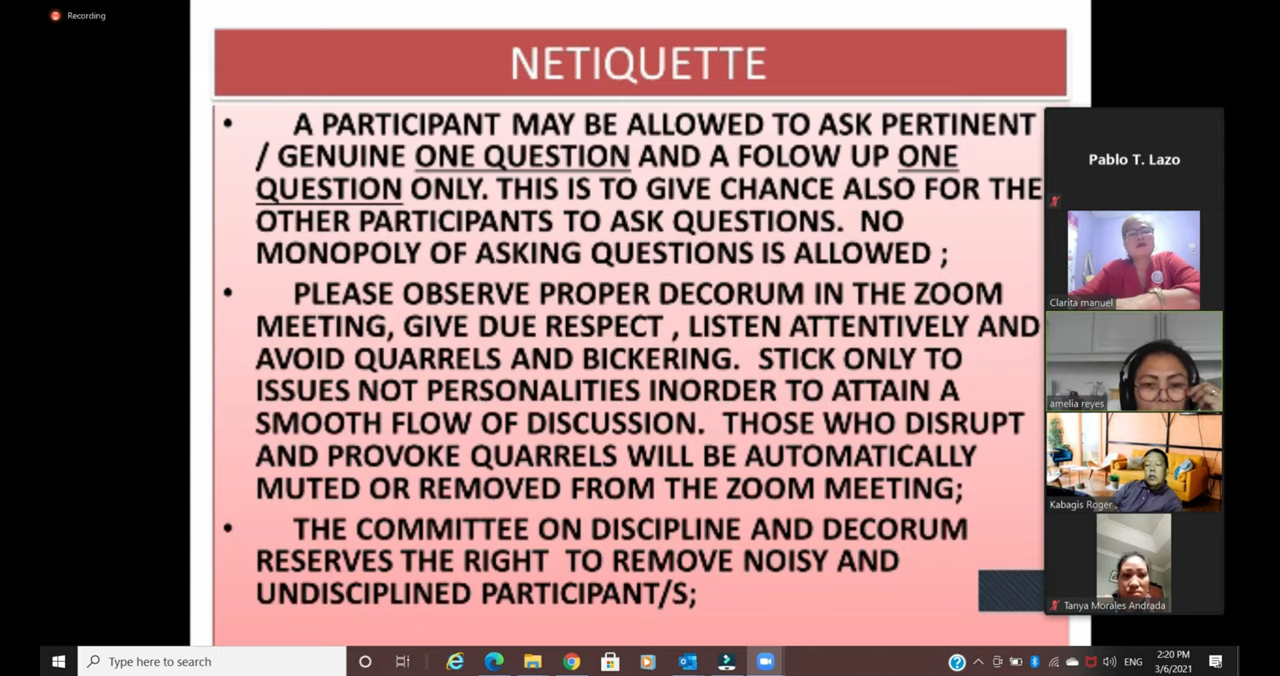 Recording
NETIQUETTE
• A PARTICIPANT MAY BE ALLOWED TO ASK PERTINENT
/ GENUINE ONE QUESTION AND A FOLOW UP ONE
QUESTION ONLY. THIS IS TO GIVE CHANCE ALSO FOR THE
OTHER PARTICIPANTS TO ASK QUESTIONS. NO
MONOPOLY OF ASKING QUESTIONS IS ALLOWED ;
• PLEASE OBSERVE PROPER DECORUM IN THE ZOOM
MEETING, GIVE DUE RESPECT , LISTEN ATTENTIVELY AND
AVOID QUARRELS AND BICKERING. STICK ONLY TO
ISSUES NOT PERSONALITIES INORDER TO ATTAIN A
SMOOTH FLOW OF DISCUSSION. THOSE WHO DISRUPT
AND PROVOKE QUARRELS WILL BE AUTOMATICALLY
MUTED OR REMOVED FROM THE ZOOM MEETING;
• THE COMMITTEE ON DISCIPLINE AND DECORUM
RESERVES THE RIGHT TO REMOVE NOISY AND
UNDISCIPLINED PARTICIPANT/S;
Pablo T. Lazo
Clarita manuel
amelia reyes
Kabagis Roger
Tanya Morales Andrada
Type here to search
ENG
2:20 PM
3/6/2021